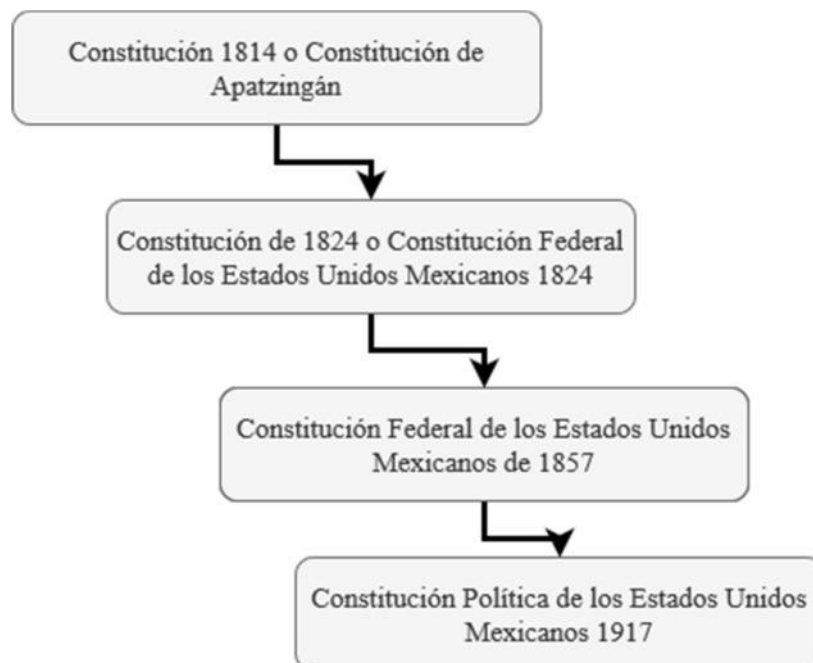 Constitución 1814 o Constitución de
Apatzingán
Constitución de 1824 o Constitución Federal
de los Estados Unidos Mexicanos 1824
Constitución Federal de los Estados Unidos
Mexicanos de 1857
Constitución Política de los Estados Unidos
Mexicanos 1917